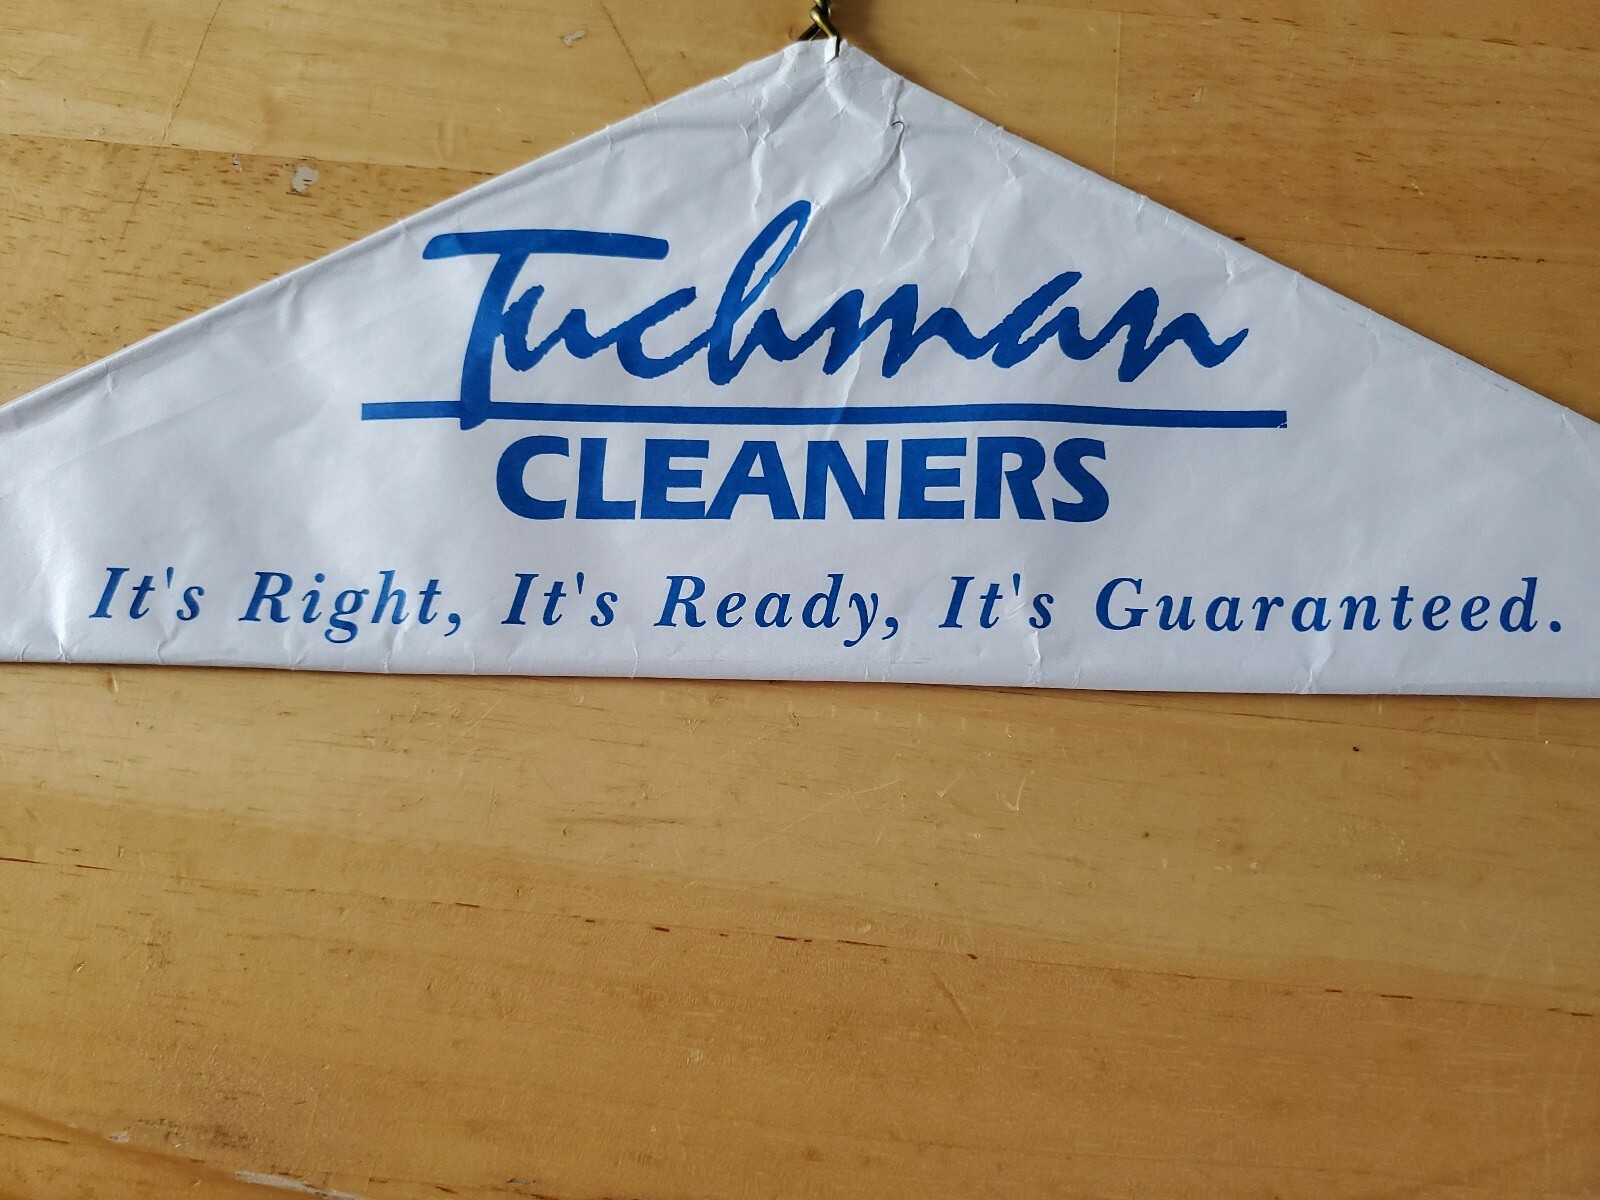 Tuchman
CLEANERS
It's Right, It's Ready, It's Guaranteed.